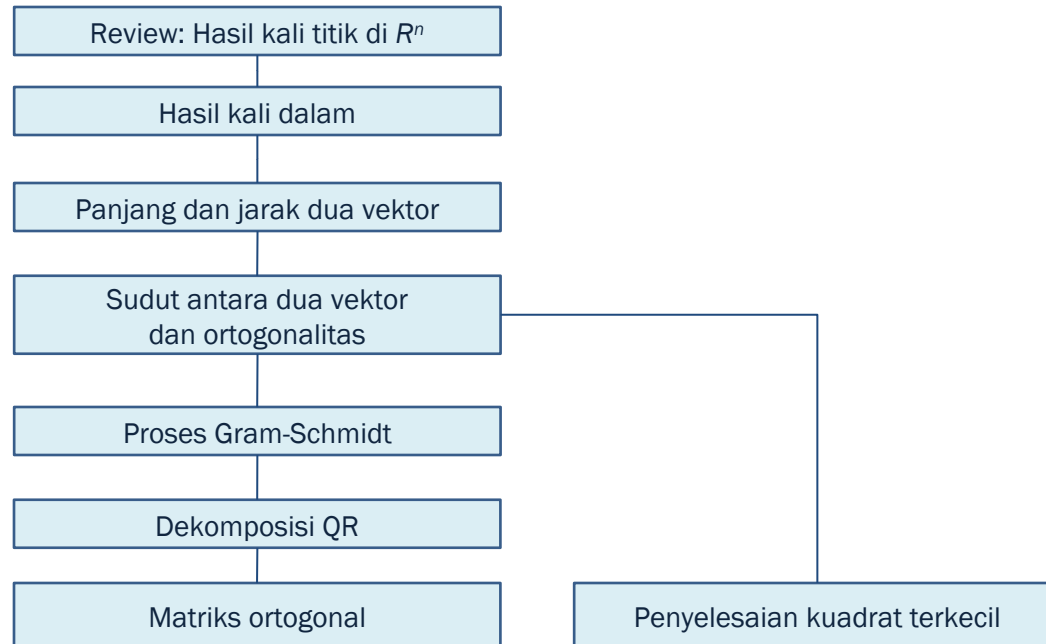 Review: Hasil kali titik di Rⁿ
Hasil kali dalam
Panjang dan jarak dua vektor
Sudut antara dua vektor
dan ortogonalitas
Proses Gram-Schmidt
Dekomposisi QR
Matriks ortogonal
Penyelesaian kuadrat terkecil